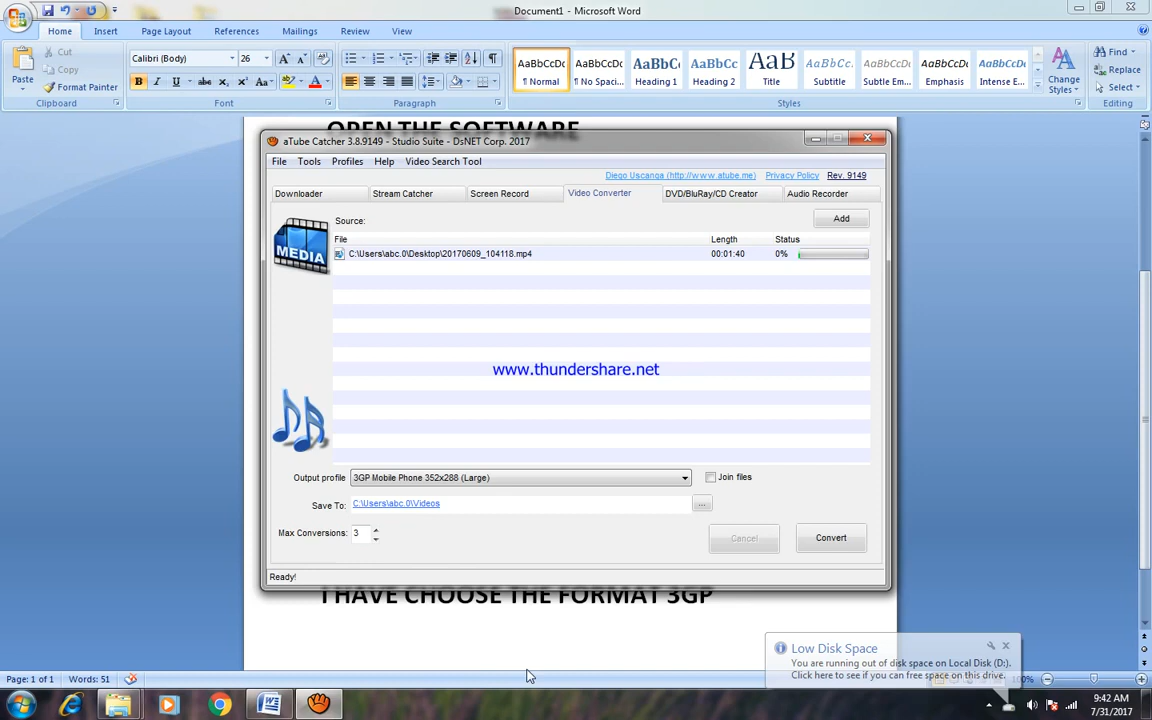 Document1 - Microsoft Word
Home Insert Page Layout References Mailings Review View
Cut
Copy
Format Painter
Paste
Calibri (Body) 26
AaBbCcDc AaBbCcDc AaBbCc AaBbCc AaB AaBbCc. AaBbCcDc AaBbCcDc AaBbCcDc
¶ Normal ¶ No Spaci... Heading 1 Heading 2 Title Subtitle Subtle Em... Emphasis Intense E...
Change Styles
Find
Replace
Select
Clipboard Font Paragraph Styles Editing
OPEN THE SOFTWARE
aTube Catcher 3.8.9149 - Studio Suite - DsNET Corp. 2017
File Tools Profiles Help Video Search Tool
Diego Uscanga (http://www.atube.me) Privacy Policy Rev. 9149
Downloader Stream Catcher Screen Record Video Converter DVD/BluRay/CD Creator Audio Recorder
Source:
Add
MEDIA
File Length Status
C:\Users\abc.0\Desktop\20170609_104118.mp4 00:01:40 0%
www.thundershare.net
Output profile 3GP Mobile Phone 352x288 (Large) Join files
Save To: C:\Users\abc.0\Videos ...
Max Conversions: 3 Cancel Convert
Ready!
I HAVE CHOOSE THE FORMAT 3GP
Low Disk Space
You are running out of disk space on Local Disk (D:).
Click here to see if you can free space on this drive.
Page: 1 of 1 Words: 51 100%
9:42 AM
7/31/2017